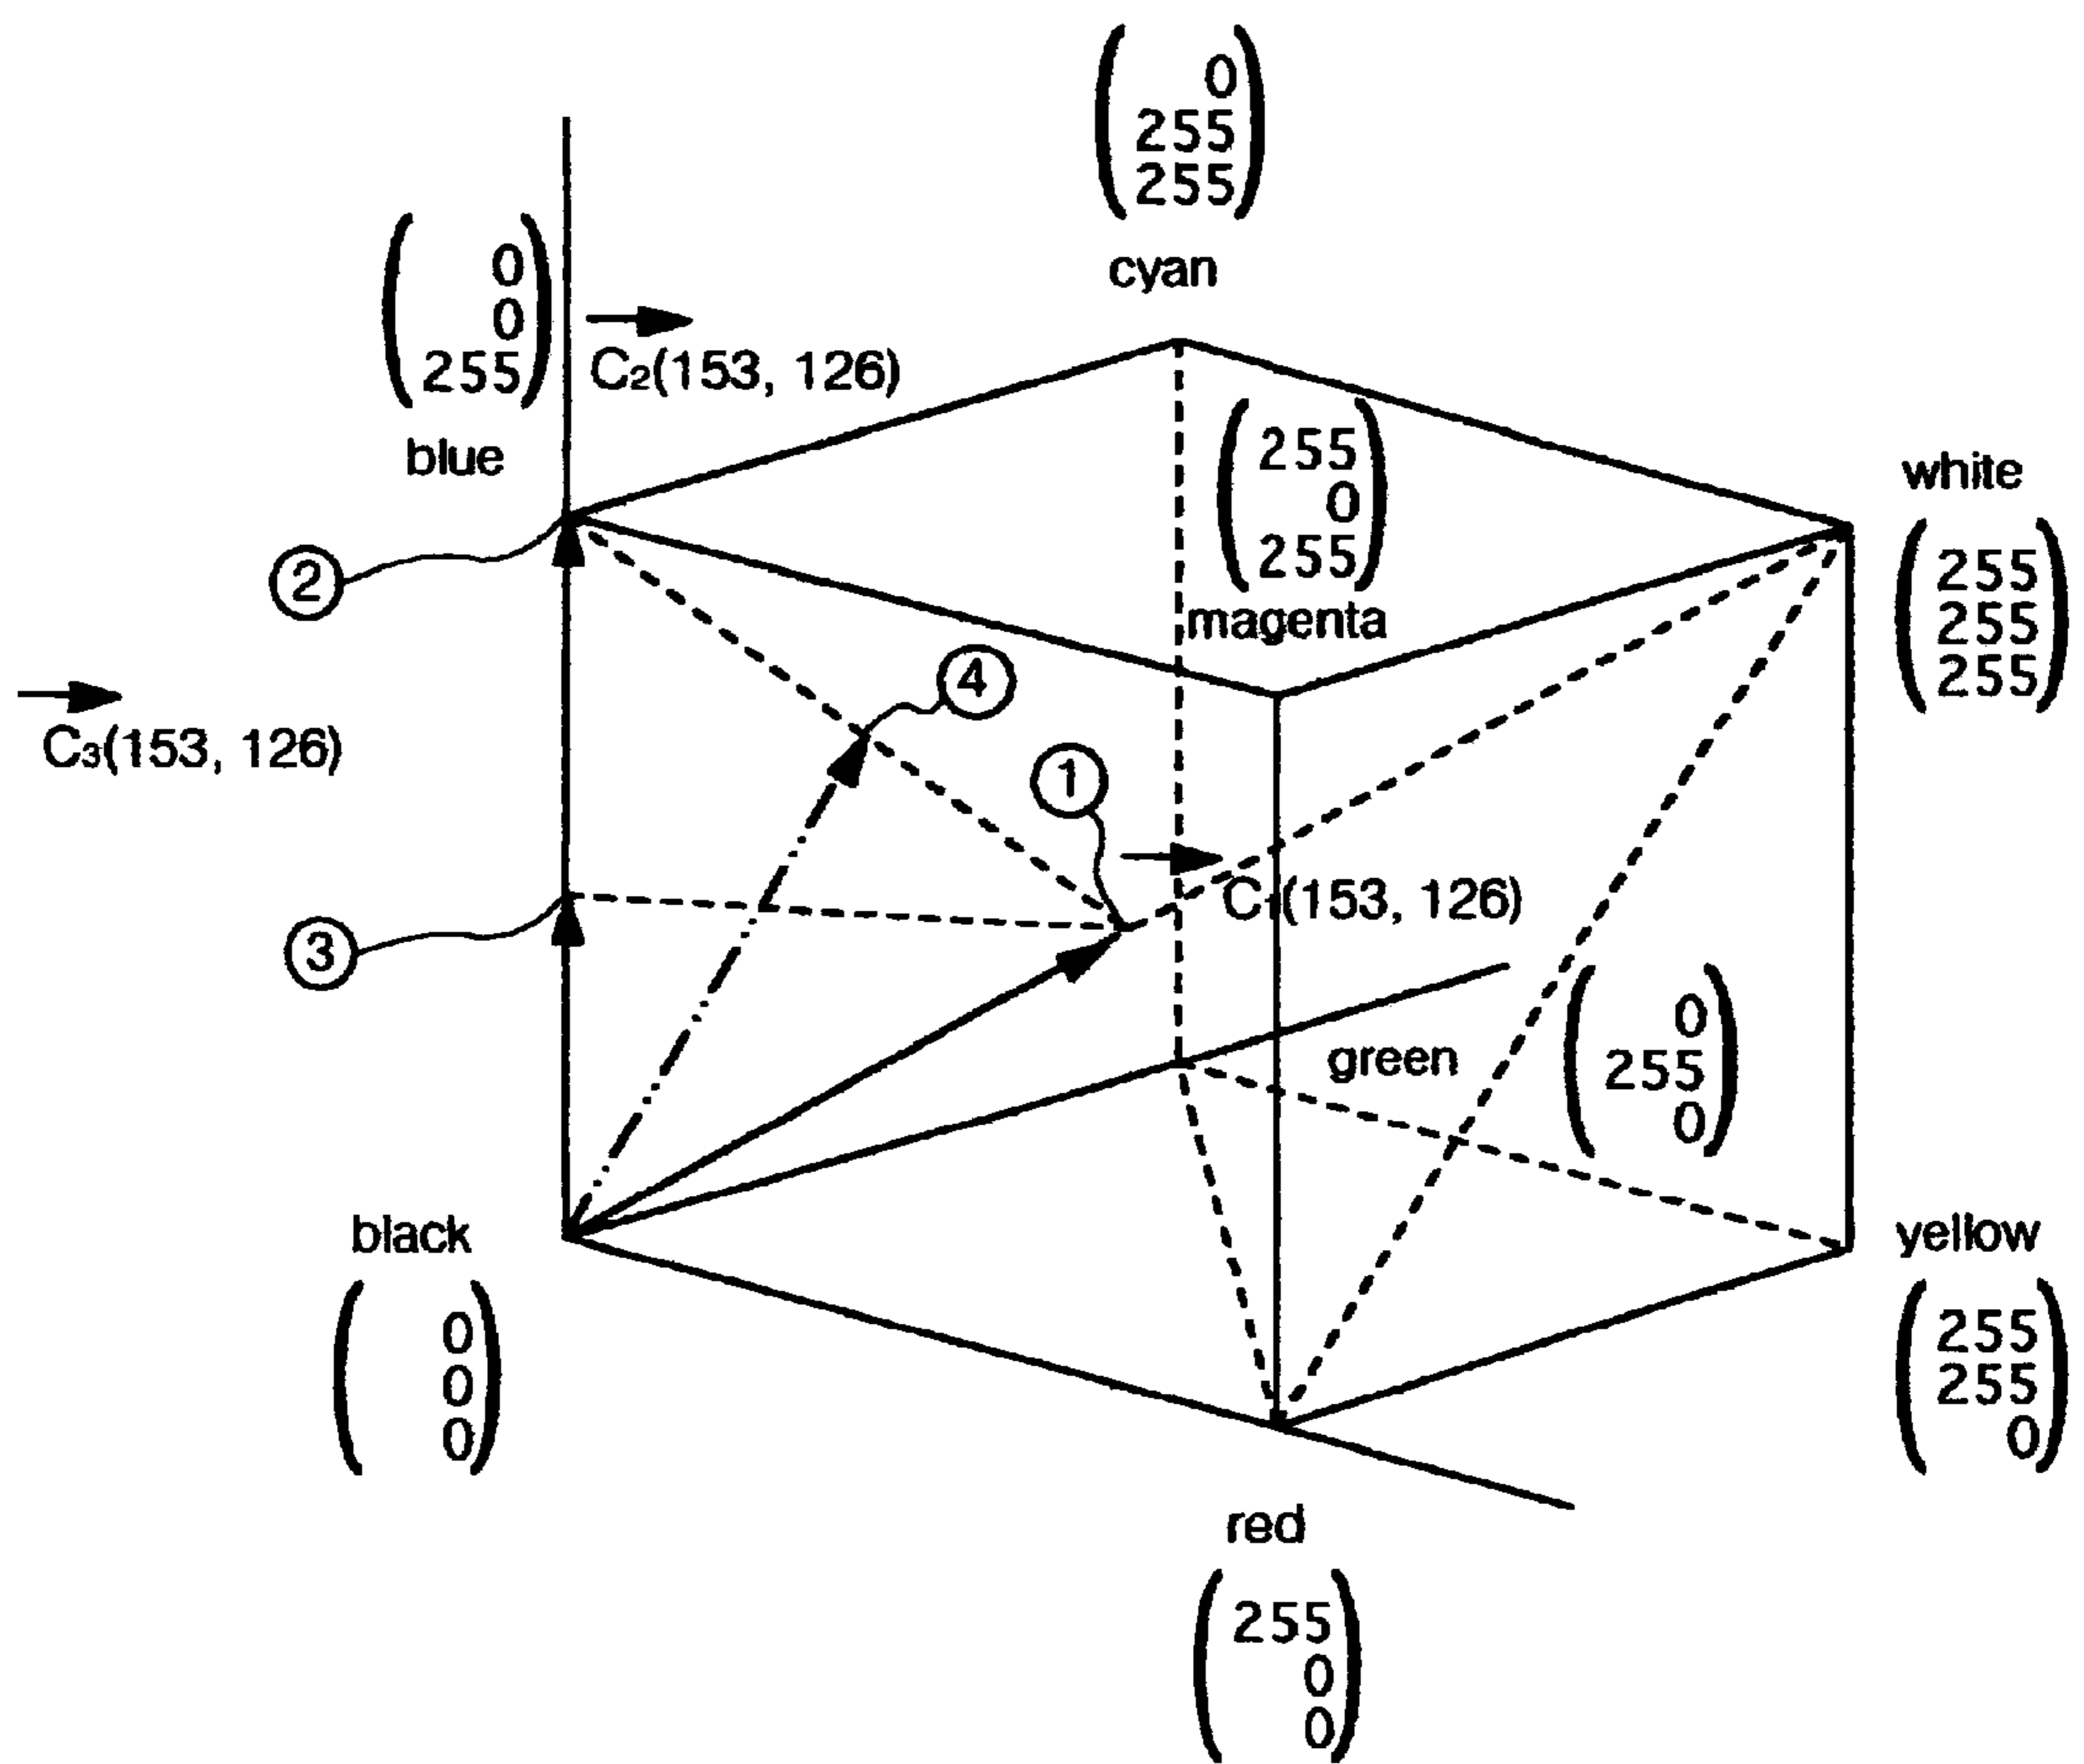 0
255
255
cyan
0
0
255
blue
C₂(153, 126)
255
0
255
magenta
white
255
255
255
②
④
C₃(153, 126)
①
C₁(153, 126)
③
green
0
255
0
black
0
0
0
yellow
255
255
0
red
255
0
0